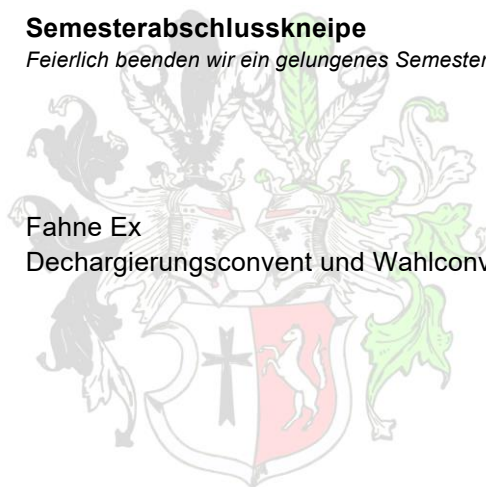 Semesterabschlusskneipe
Feierlich beenden wir ein gelungenes Semester
Fahne Ex
Dechargierungsconvent und Wahlconv